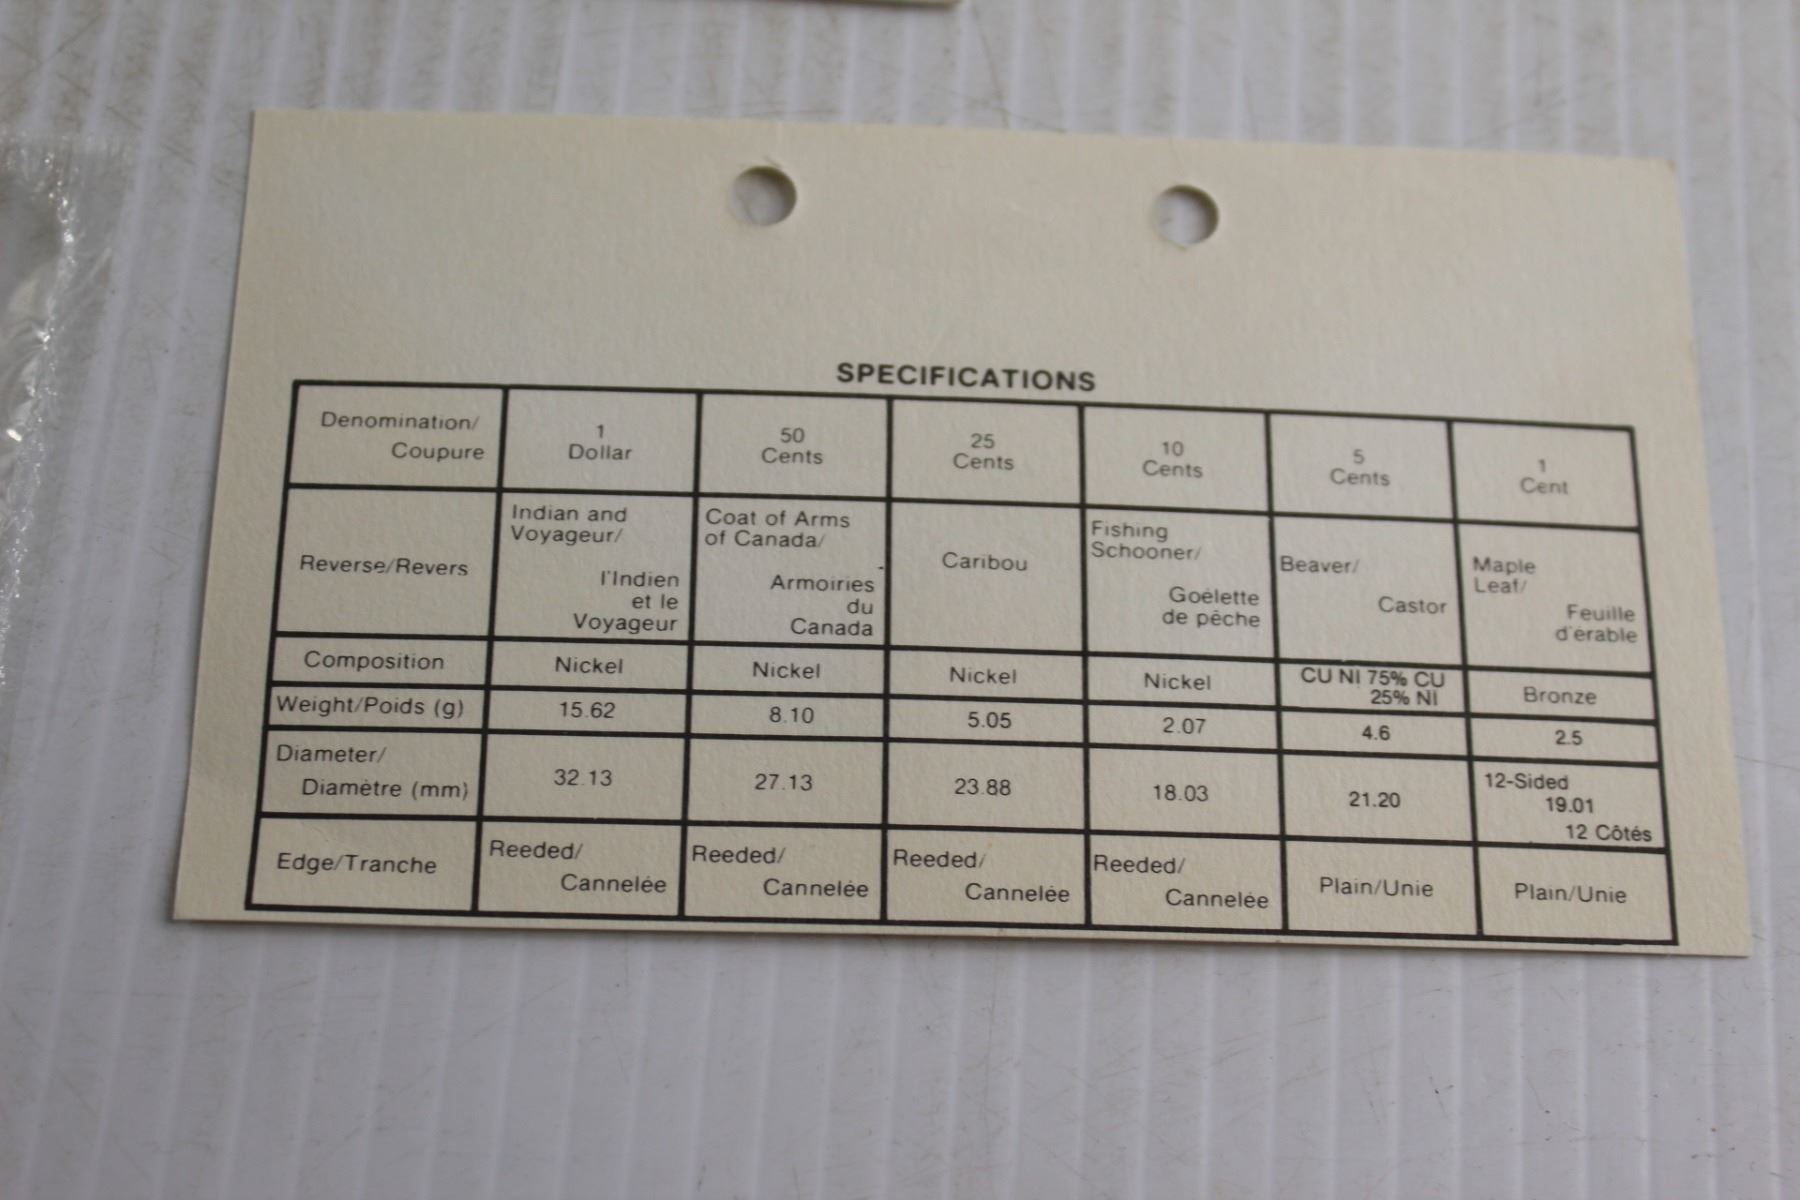 SPECIFICATIONS
Denomination/
Coupure
1
Dollar
50
Cents
25
Cents
10
Cents
5
Cents
1
Cent
Reverse/Revers
Indian and
Voyageur/
l'Indien
et le
Voyageur
Coat of Arms
of Canada/
Armoiries
du
Canada
Caribou
Fishing
Schooner/
Goélette
de pêche
Beaver/
Castor
Maple
Leaf/
Feuille
d'érable
Composition
Nickel
Nickel
Nickel
Nickel
CU NI 75% CU
25% NI
Bronze
Weight/Poids (g)
15.62
8.10
5.05
2.07
4.6
2.5
Diameter/
Diamètre (mm)
32.13
27.13
23.88
18.03
21.20
12-Sided
19.01
12 Côtés
Edge/Tranche
Reeded/
Cannelée
Reeded/
Cannelée
Reeded/
Cannelée
Reeded/
Cannelée
Plain/Unie
Plain/Unie